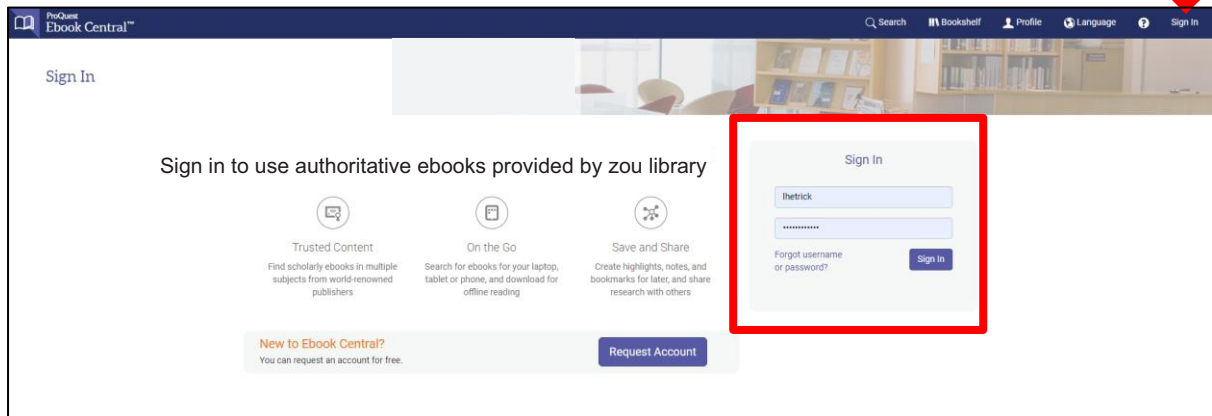 ProQuest
Ebook Central™
Search
Bookshelf
Profile
Language
?
Sign In
Sign In
Sign in to use authoritative ebooks provided by zou library
Trusted Content
Find scholarly ebooks in multiple
subjects from world-renowned
publishers
On the Go
Search for ebooks for your laptop,
tablet or phone, and download for
offline reading
Save and Share
Create highlights, notes, and
bookmarks for later, and share
research with others
Sign In
lhetrick
••••••••••••
Forgot username
or password?
Sign In
New to Ebook Central?
You can request an account for free.
Request Account